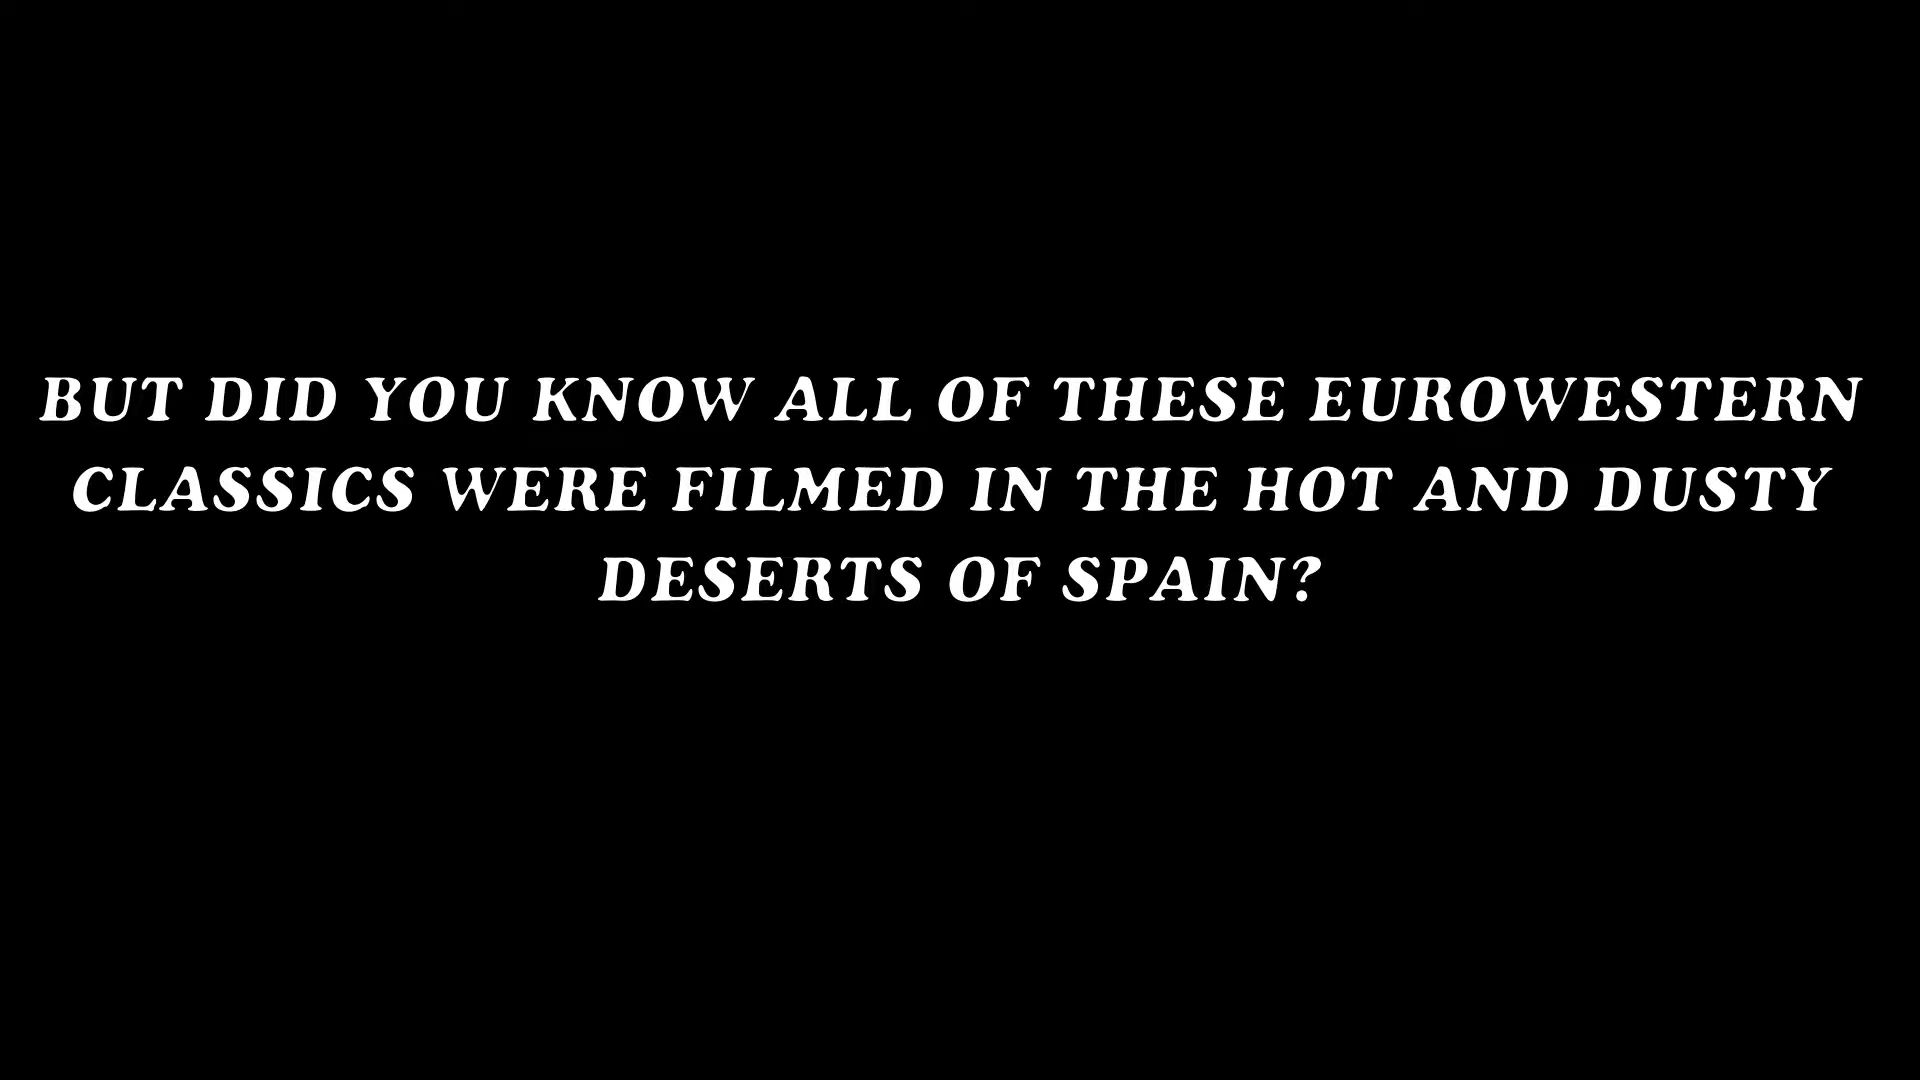 BUT DID YOU KNOW ALL OF THESE EUROWESTERN
CLASSICS WERE FILMED IN THE HOT AND DUSTY
DESERTS OF SPAIN?